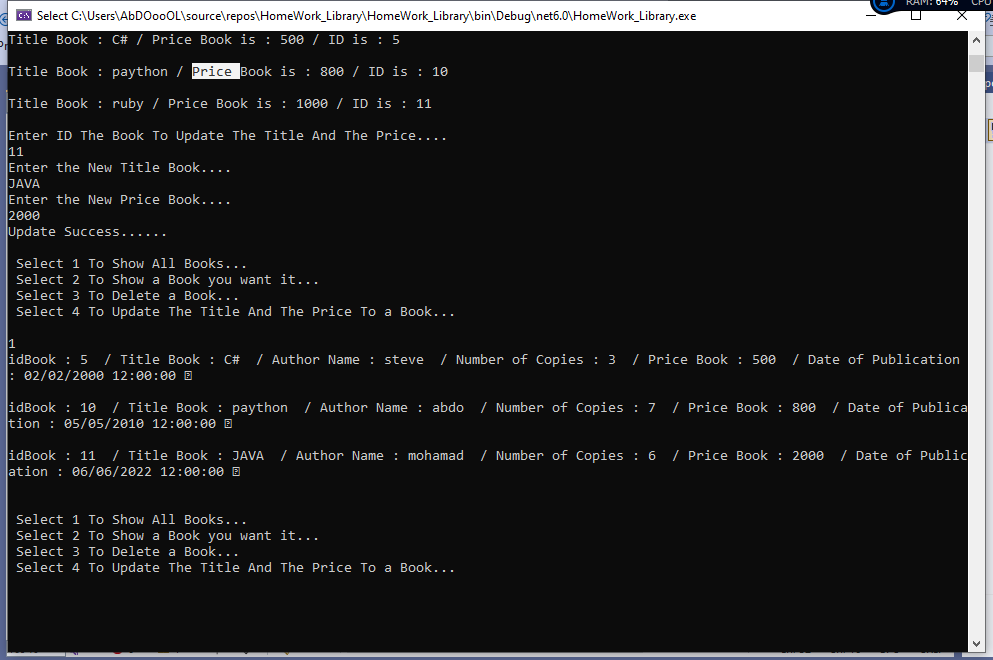 RAM: 64% CPU
Select C:\Users\AbDOooOL\source\repos\HomeWork_Library\HomeWork_Library\bin\Debug\net6.0\HomeWork_Library.exe
Title Book : C# / Price Book is : 500 / ID is : 5
Title Book : paython / Price Book is : 800 / ID is : 10
Title Book : ruby / Price Book is : 1000 / ID is : 11
Enter ID The Book To Update The Title And The Price....
11
Enter the New Title Book....
JAVA
Enter the New Price Book....
2000
Update Success......
Select 1 To Show All Books...
Select 2 To Show a Book you want it...
Select 3 To Delete a Book...
Select 4 To Update The Title And The Price To a Book...
1
idBook : 5  / Title Book : C#  / Author Name : steve  / Number of Copies : 3  / Price Book : 500  / Date of Publication
: 02/02/2000 12:00:00
idBook : 10  / Title Book : paython  / Author Name : abdo  / Number of Copies : 7  / Price Book : 800  / Date of Publica
tion : 05/05/2010 12:00:00
idBook : 11  / Title Book : JAVA  / Author Name : mohamad  / Number of Copies : 6  / Price Book : 2000  / Date of Public
ation : 06/06/2022 12:00:00
Select 1 To Show All Books...
Select 2 To Show a Book you want it...
Select 3 To Delete a Book...
Select 4 To Update The Title And The Price To a Book...